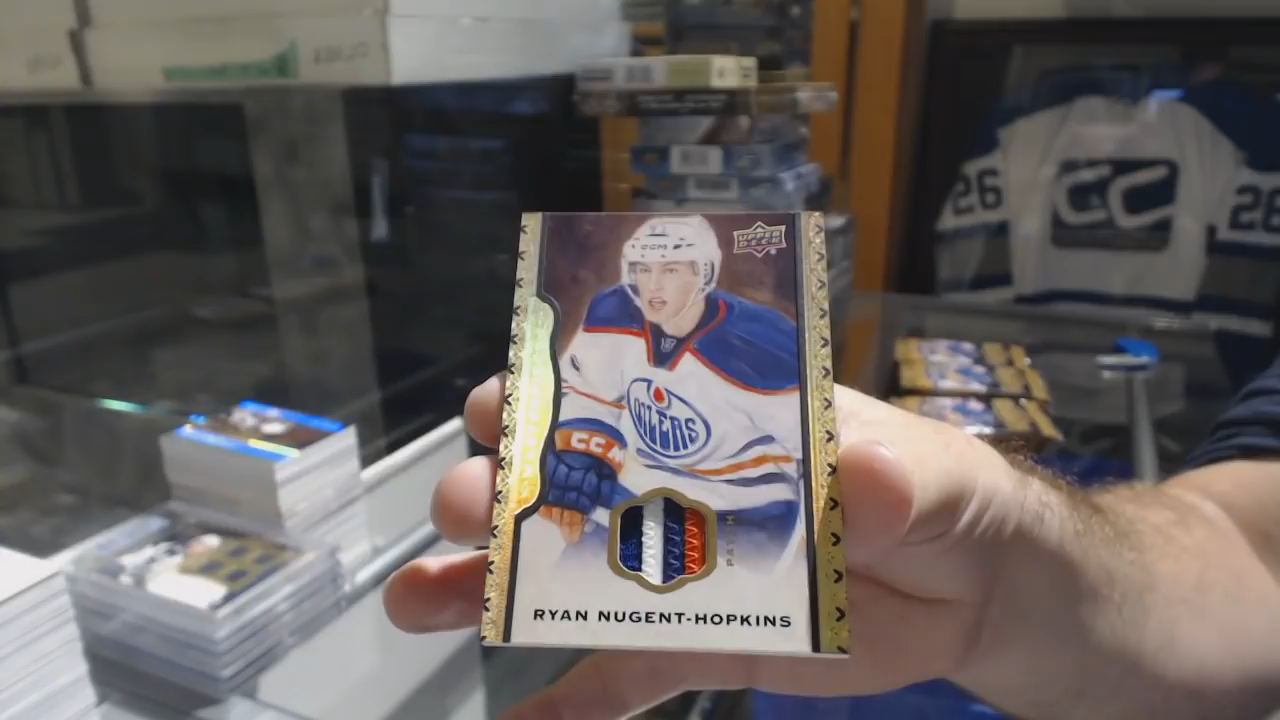 CCM
UPPER
DECK
OILERS
CCM
PATCH
RYAN NUGENT-HOPKINS
26
CC
26